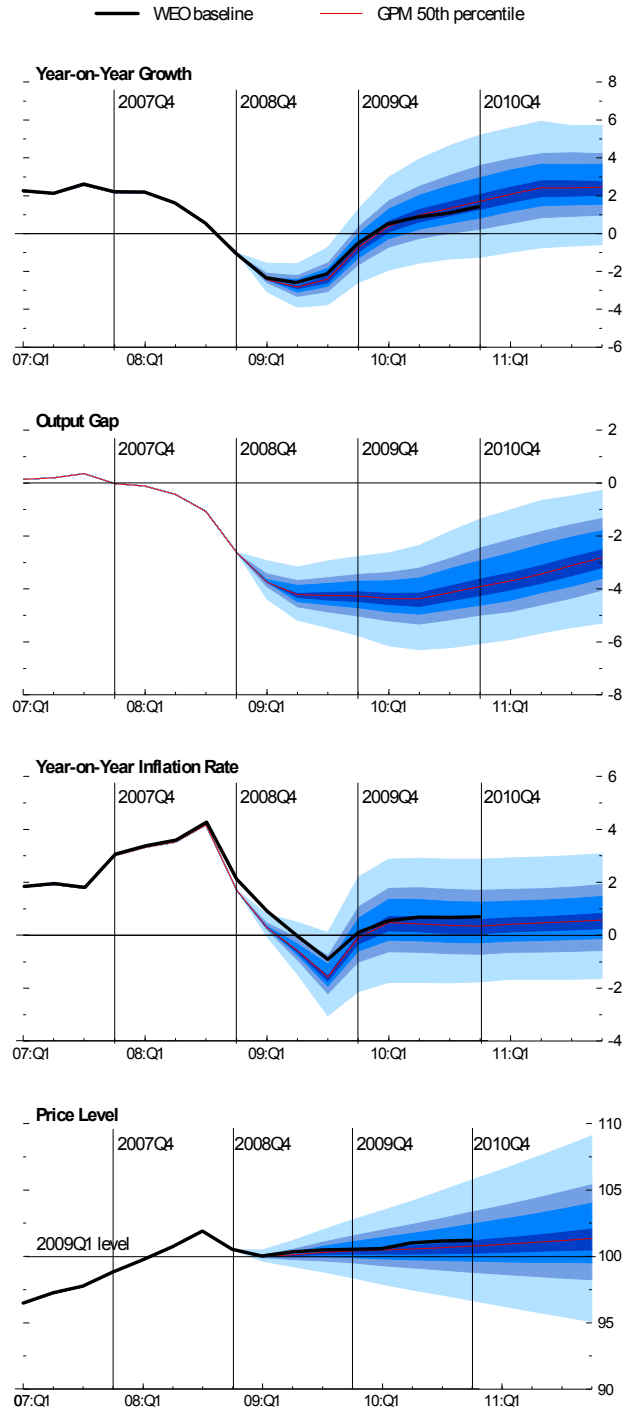 WEO baseline GPM 50th percentile
Year-on-Year Growth
2007Q4 2008Q4 2009Q4 2010Q4
8
6
4
2
0
-2
-4
-6
07:Q1 08:Q1 09:Q1 10:Q1 11:Q1
Output Gap
2007Q4 2008Q4 2009Q4 2010Q4
2
0
-2
-4
-6
-8
07:Q1 08:Q1 09:Q1 10:Q1 11:Q1
Year-on-Year Inflation Rate
2007Q4 2008Q4 2009Q4 2010Q4
6
4
2
0
-2
-4
07:Q1 08:Q1 09:Q1 10:Q1 11:Q1
Price Level
2007Q4 2008Q4 2009Q4 2010Q4
110
105
2009Q1 level
100
95
90
07:Q1 08:Q1 09:Q1 10:Q1 11:Q1